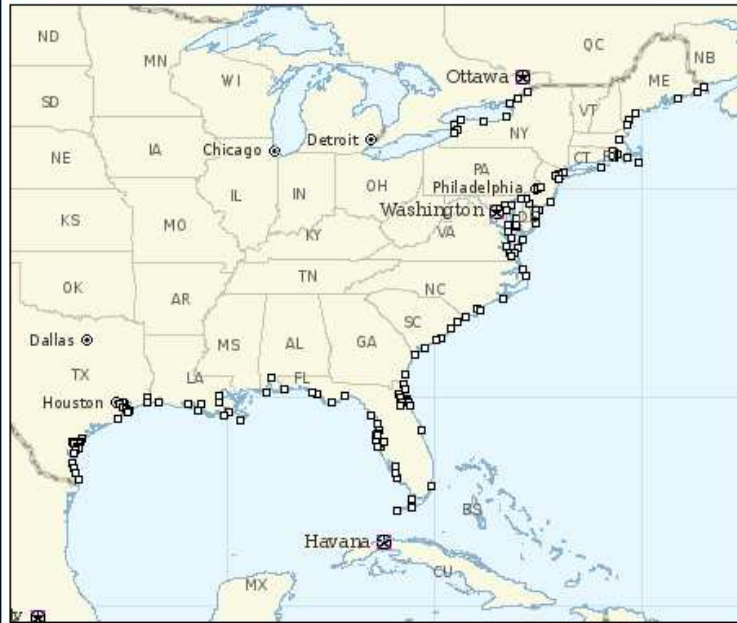 ND
MN
QC
NB
Ottawa
ME
WI
SD
VT
NY
Detroit
Chicago
IA
NE
CT
PA
OH
Philadelphia
IL
IN
Washington
KS
MO
VA
KY
TN
OK
NC
AR
SC
MS
AL
GA
Dallas
TX
LA
FL
Houston
BS
Havana
CU
MX
ty